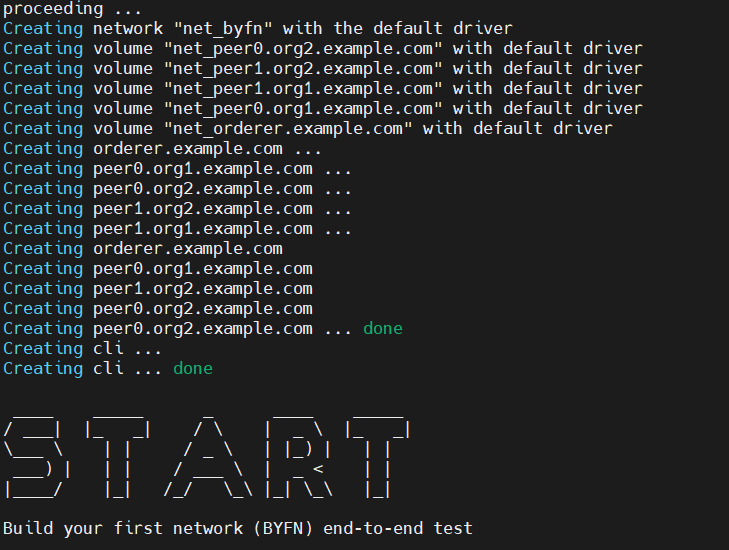 proceeding ...
Creating network "net_byfn" with the default driver
Creating volume "net_peer0.org2.example.com" with default driver
Creating volume "net_peer1.org2.example.com" with default driver
Creating volume "net_peer1.org1.example.com" with default driver
Creating volume "net_peer0.org1.example.com" with default driver
Creating volume "net_orderer.example.com" with default driver
Creating orderer.example.com ...
Creating peer0.org1.example.com ...
Creating peer0.org2.example.com ...
Creating peer1.org2.example.com ...
Creating peer1.org1.example.com ...
Creating orderer.example.com
Creating peer0.org1.example.com
Creating peer1.org2.example.com
Creating peer0.org2.example.com
Creating peer0.org2.example.com ... done
Creating cli ...
Creating cli ... done
START
Build your first network (BYFN) end-to-end test